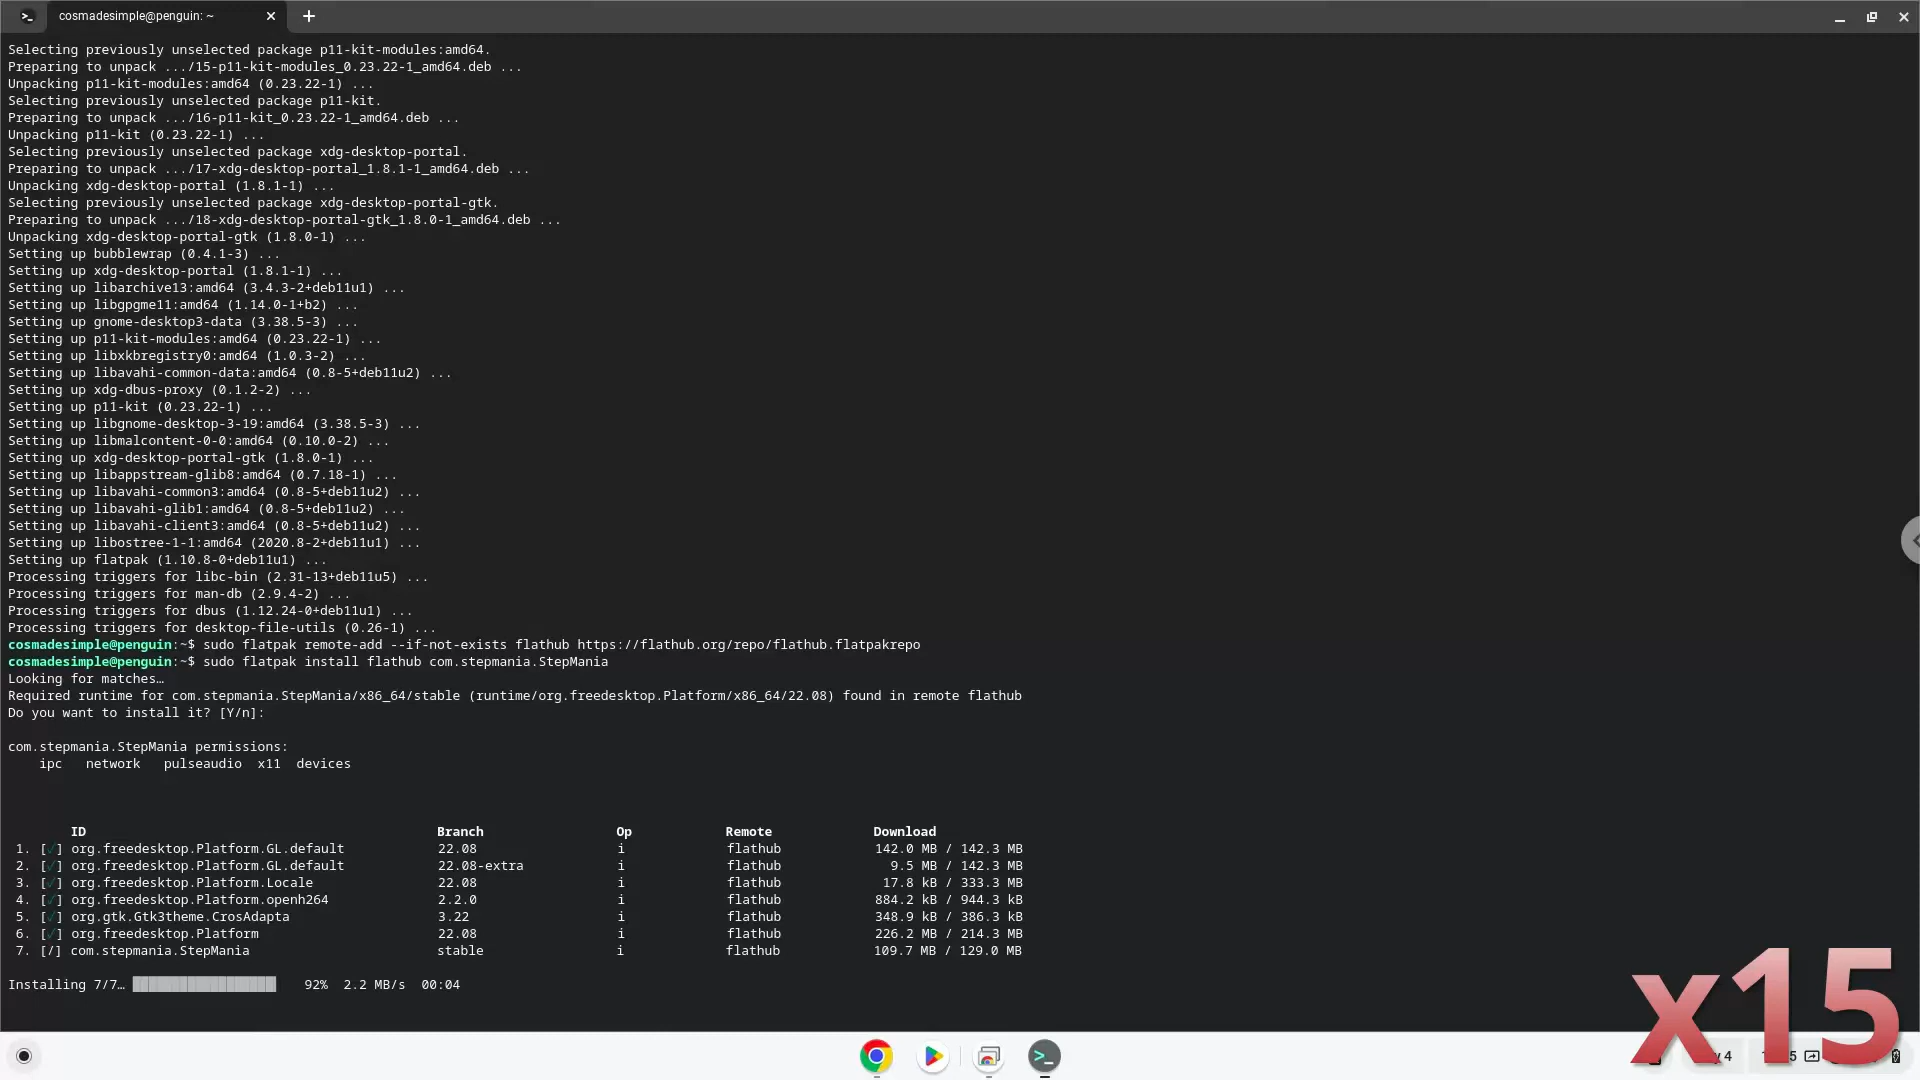 cosmadesimple@penguin: ~
Selecting previously unselected package p11-kit-modules:amd64.
Preparing to unpack .../15-p11-kit-modules_0.23.22-1_amd64.deb ...
Unpacking p11-kit-modules:amd64 (0.23.22-1) ...
Selecting previously unselected package p11-kit.
Preparing to unpack .../16-p11-kit_0.23.22-1_amd64.deb ...
Unpacking p11-kit (0.23.22-1) ...
Selecting previously unselected package xdg-desktop-portal.
Preparing to unpack .../17-xdg-desktop-portal_1.8.1-1_amd64.deb ...
Unpacking xdg-desktop-portal (1.8.1-1) ...
Selecting previously unselected package xdg-desktop-portal-gtk.
Preparing to unpack .../18-xdg-desktop-portal-gtk_1.8.0-1_amd64.deb ...
Unpacking xdg-desktop-portal-gtk (1.8.0-1) ...
Setting up bubblewrap (0.4.1-3) ...
Setting up xdg-desktop-portal (1.8.1-1) ...
Setting up libarchive13:amd64 (3.4.3-2+deb11u1) ...
Setting up libgpgme11:amd64 (1.14.0-1+b2) ...
Setting up gnome-desktop3-data (3.38.5-3) ...
Setting up p11-kit-modules:amd64 (0.23.22-1) ...
Setting up libxkbregistry0:amd64 (1.0.3-2) ...
Setting up libavahi-common-data:amd64 (0.8-5+deb11u2) ...
Setting up xdg-dbus-proxy (0.1.2-2) ...
Setting up p11-kit (0.23.22-1) ...
Setting up libgnome-desktop-3-19:amd64 (3.38.5-3) ...
Setting up libmalcontent-0-0:amd64 (0.10.0-2) ...
Setting up xdg-desktop-portal-gtk (1.8.0-1) ...
Setting up libappstream-glib8:amd64 (0.7.18-1) ...
Setting up libavahi-common3:amd64 (0.8-5+deb11u2) ...
Setting up libavahi-glib1:amd64 (0.8-5+deb11u2) ...
Setting up libavahi-client3:amd64 (0.8-5+deb11u2) ...
Setting up libostree-1-1:amd64 (2020.8-2+deb11u1) ...
Setting up flatpak (1.10.8-0+deb11u1) ...
Processing triggers for libc-bin (2.31-13+deb11u5) ...
Processing triggers for man-db (2.9.4-2) ...
Processing triggers for dbus (1.12.24-0+deb11u1) ...
Processing triggers for desktop-file-utils (0.26-1) ...
cosmadesimple@penguin:~$ sudo flatpak remote-add --if-not-exists flathub https://flathub.org/repo/flathub.flatpakrepo
cosmadesimple@penguin:~$ sudo flatpak install flathub com.stepmania.StepMania
Looking for matches…
Required runtime for com.stepmania.StepMania/x86_64/stable (runtime/org.freedesktop.Platform/x86_64/22.08) found in remote flathub
Do you want to install it? [Y/n]:
com.stepmania.StepMania permissions:
ipc network pulseaudio x11 devices
ID Branch Op Remote Download
1. [✓] org.freedesktop.Platform.GL.default 22.08 i flathub 142.0 MB / 142.3 MB
2. [✓] org.freedesktop.Platform.GL.default 22.08-extra i flathub 9.5 MB / 142.3 MB
3. [✓] org.freedesktop.Platform.Locale 22.08 i flathub 17.8 kB / 333.3 MB
4. [✓] org.freedesktop.Platform.openh264 2.2.0 i flathub 884.2 kB / 944.3 kB
5. [✓] org.gtk.Gtk3theme.CrosAdapta 3.22 i flathub 348.9 kB / 386.3 kB
6. [✓] org.freedesktop.Platform 22.08 i flathub 226.2 MB / 214.3 MB
7. [/] com.stepmania.StepMania stable i flathub 109.7 MB / 129.0 MB
Installing 7/7… 92% 2.2 MB/s 00:04
x15